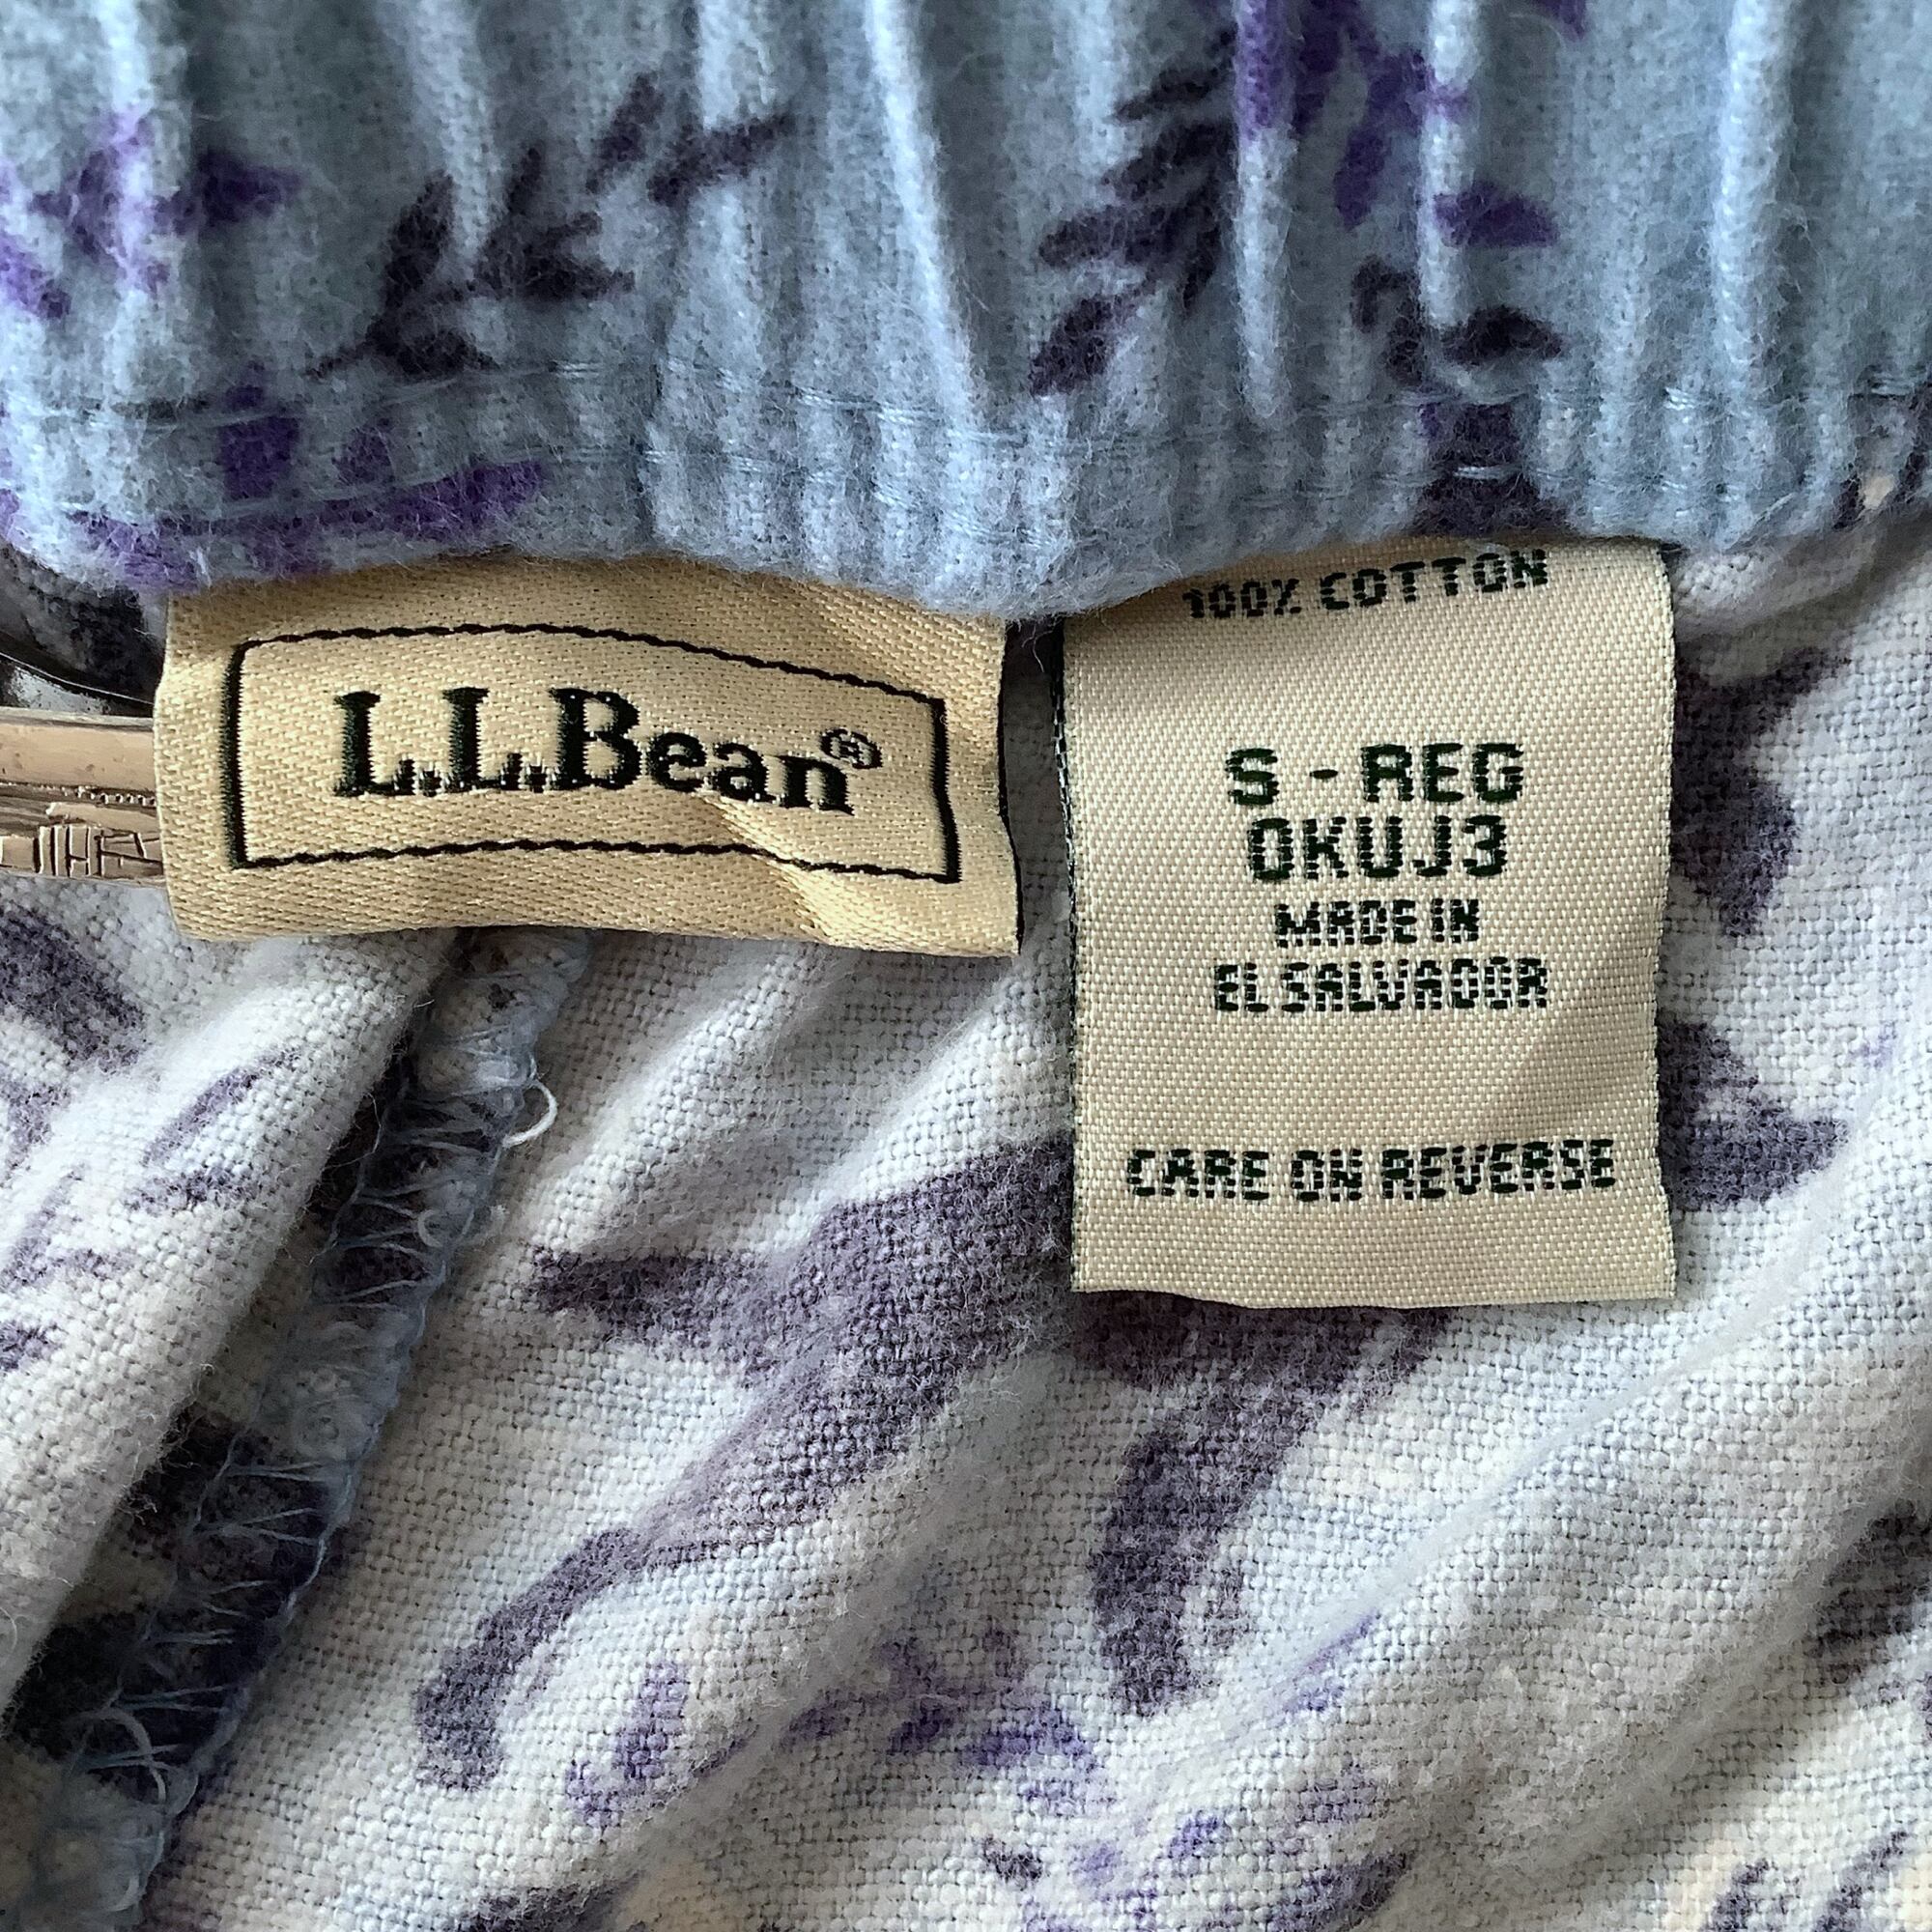 L.L.Bean®
100% COTTON
S - REG
0KUJ3
MADE IN
EL SALVADOR
CARE ON REVERSE